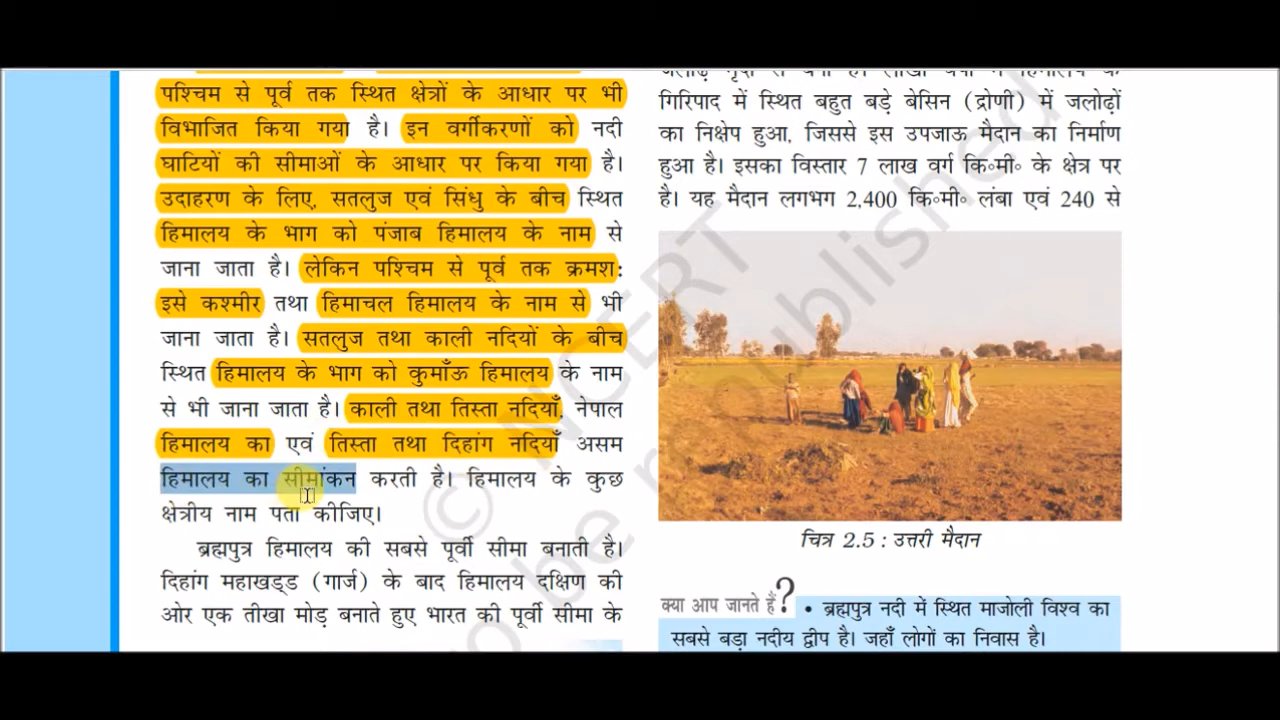 पश्चिम से पूर्व तक स्थित क्षेत्रों के आधार पर भी
विभाजित किया गया है। इन वर्गीकरणों को नदी
घाटियों की सीमाओं के आधार पर किया गया है।
उदाहरण के लिए, सतलुज एवं सिंधु के बीच स्थित
हिमालय के भाग को पंजाब हिमालय के नाम से
जाना जाता है। लेकिन पश्चिम से पूर्व तक क्रमश:
इसे कश्मीर तथा हिमाचल हिमालय के नाम से भी
जाना जाता है। सतलुज तथा काली नदियों के बीच
स्थित हिमालय के भाग को कुमाँऊ हिमालय के नाम
से भी जाना जाता है। काली तथा तिस्ता नदियाँ, नेपाल
हिमालय का एवं तिस्ता तथा दिहांग नदियाँ असम
हिमालय का सीमांकन करती है। हिमालय के कुछ
क्षेत्रीय नाम पता कीजिए।
ब्रह्मपुत्र हिमालय की सबसे पूर्वी सीमा बनाती है।
दिहांग महाखड्ड (गार्ज) के बाद हिमालय दक्षिण की
ओर एक तीखा मोड़ बनाते हुए भारत की पूर्वी सीमा के
गिरिपाद में स्थित बहुत बड़े बेसिन (द्रोणी) में जलोढ़ों
का निक्षेप हुआ, जिससे इस उपजाऊ मैदान का निर्माण
हुआ है। इसका विस्तार 7 लाख वर्ग कि॰मी॰ के क्षेत्र पर
है। यह मैदान लगभग 2,400 कि॰मी॰ लंबा एवं 240 से
चित्र 2.5 : उत्तरी मैदान
क्या आप जानते हैं? • ब्रह्मपुत्र नदी में स्थित माजोली विश्व का
सबसे बड़ा नदीय द्वीप है। जहाँ लोगों का निवास है।
© NCERT
to be republished